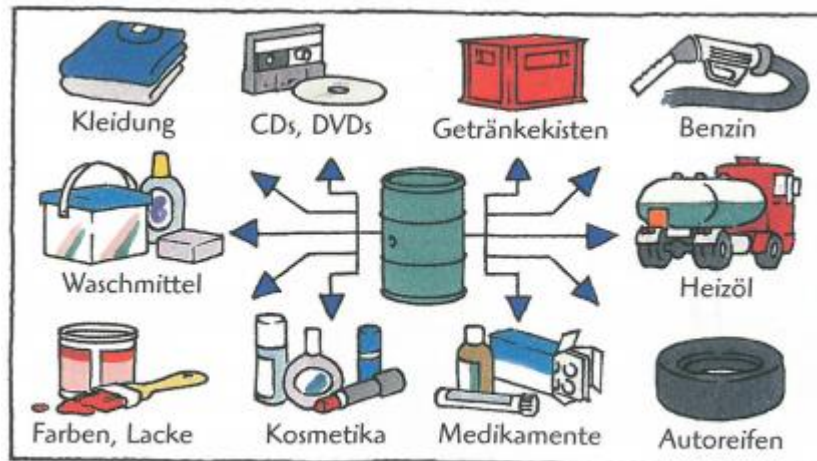 Kleidung
CDs, DVDs
Getränkekisten
Benzin
Waschmittel
Heizöl
Farben, Lacke
Kosmetika
Medikamente
Autoreifen